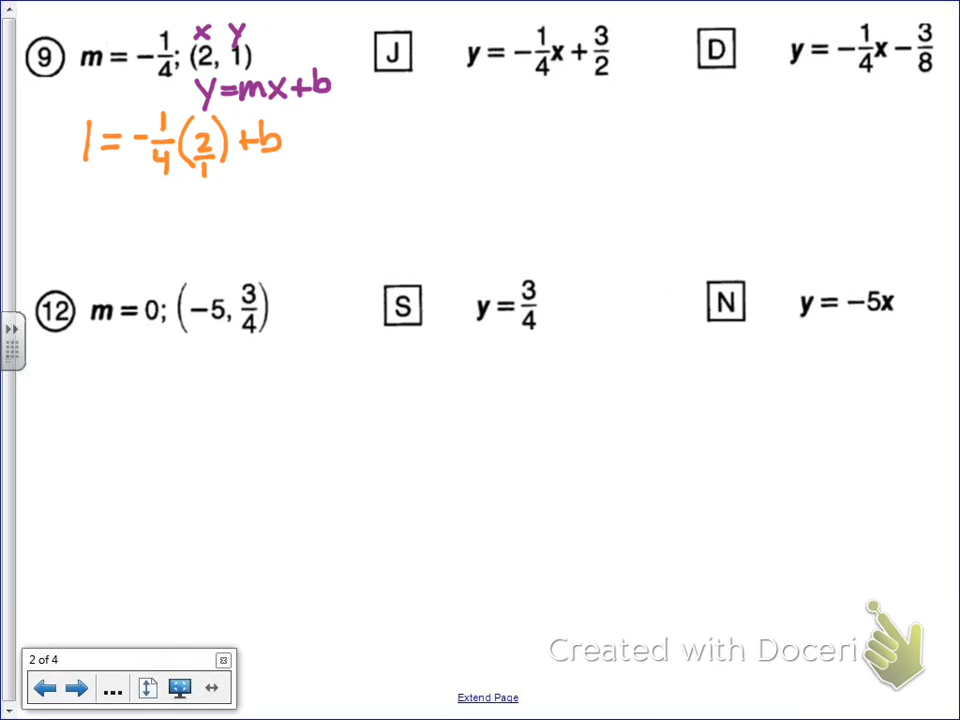 x y
⑨ m = -1/4; (2, 1) J y = -1/4x + 3/2 D y = -1/4x - 3/8
y=mx+b
1 = -1/4(2/1) +b
⑫ m = 0; (-5, 3/4) S y = 3/4 N y = -5x
Created with Doceri
2 of 4
...
Extend Page